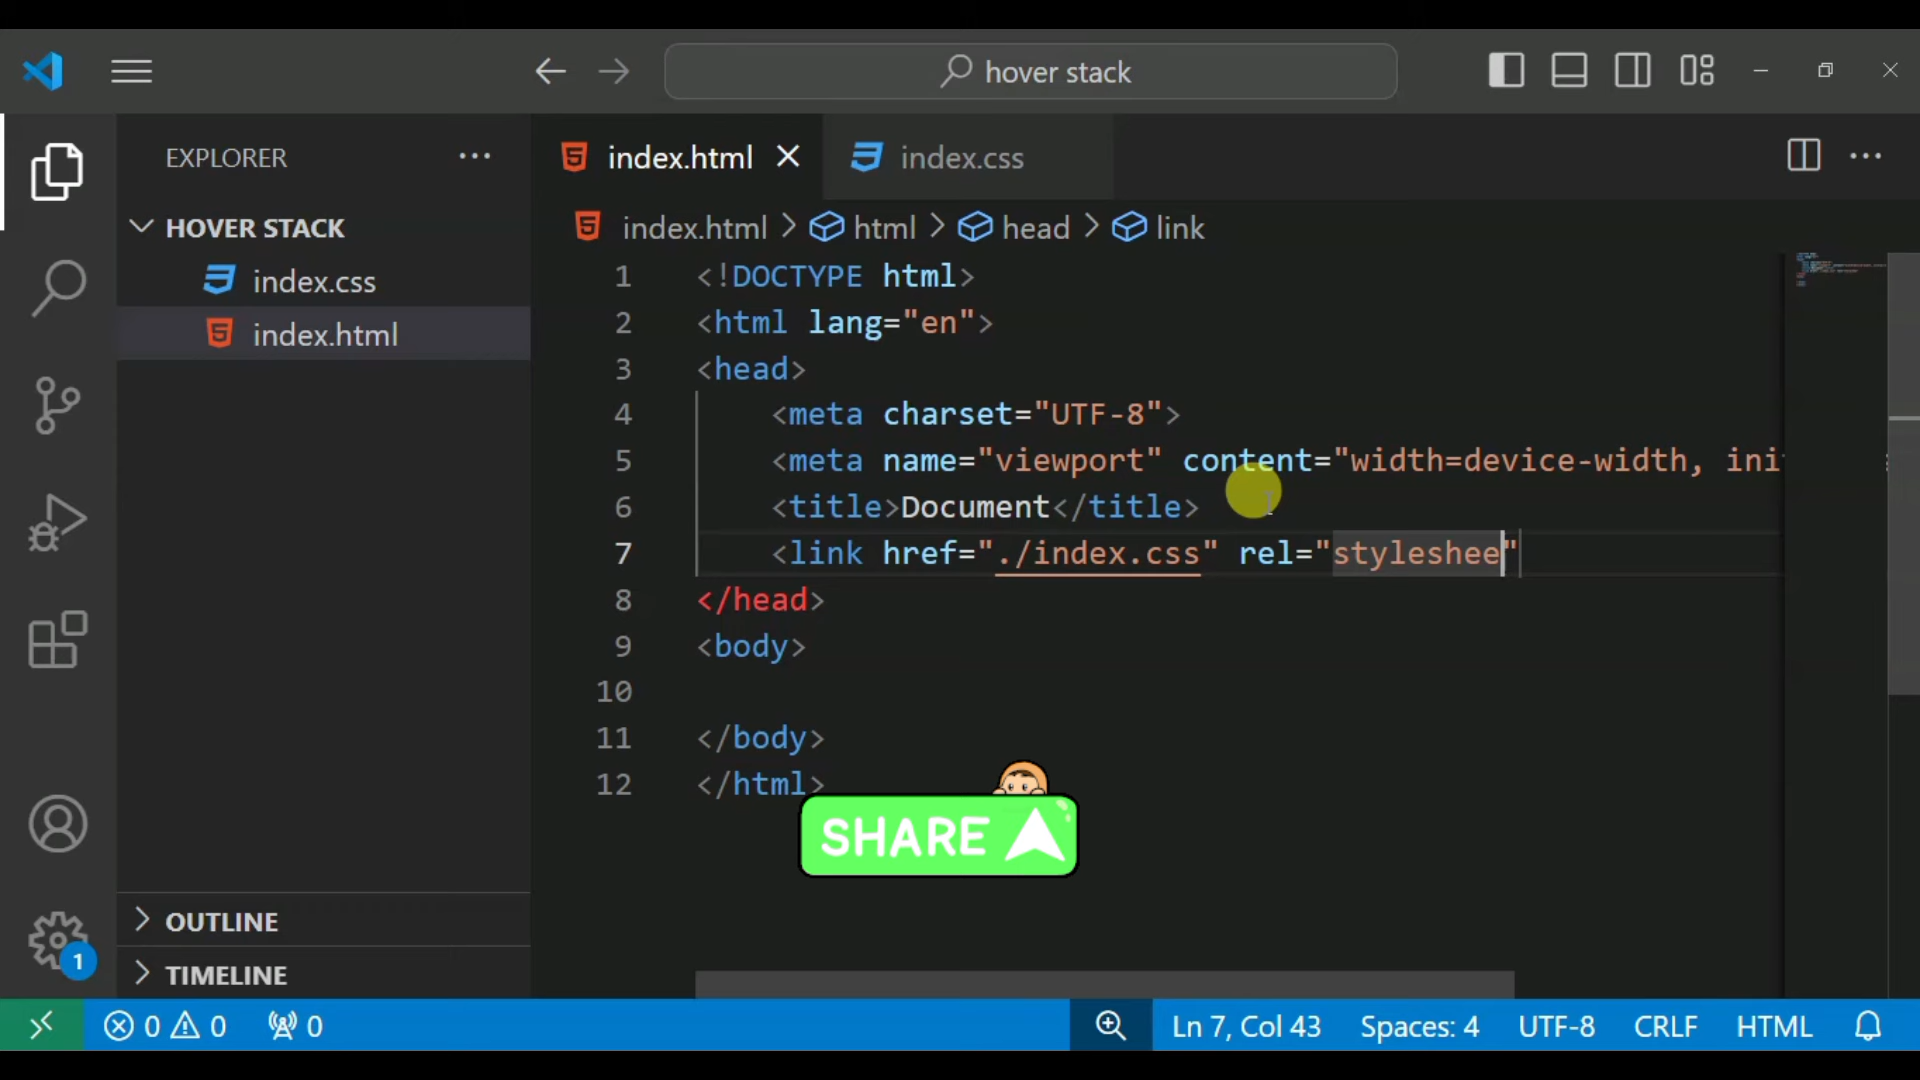 hover stack
EXPLORER
index.html
index.css
HOVER STACK
index.css
index.html
index.html > html > head > link
1 <!DOCTYPE html>
2 <html lang="en">
3 <head>
4 <meta charset="UTF-8">
5 <meta name="viewport" content="width=device-width, ini
6 <title>Document</title>
7 <link href="./index.css" rel="styleshee"
8 </head>
9 <body>
10
11 </body>
12 </html>
SHARE
OUTLINE
TIMELINE
1
0 0 0
Ln 7, Col 43
Spaces: 4
UTF-8
CRLF
HTML